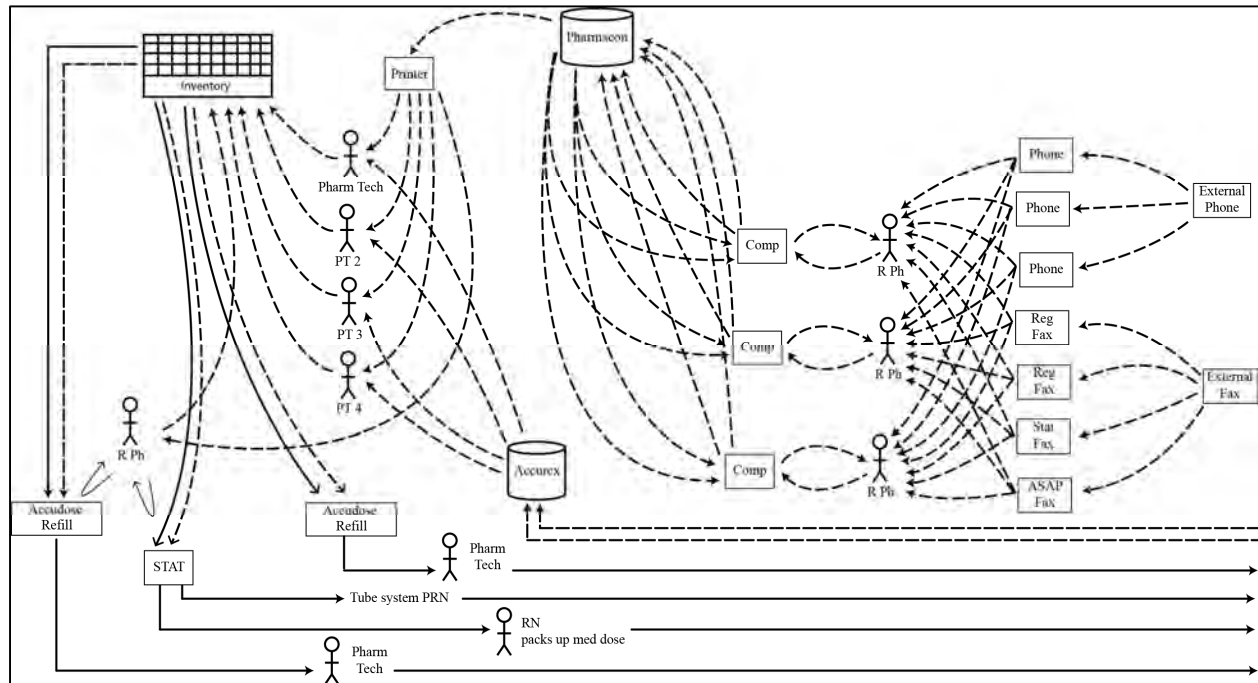 Pharmacon
Inventory
Printer
Pharm Tech
PT 2
PT 3
PT 4
R Ph
Accurex
Accudose
Refill
Accudose
Refill
STAT
Comp
Comp
Comp
R Ph
R Ph
R Ph
Phone
Phone
Phone
Reg
Fax
Reg
Fax
Stat
Fax
ASAP
Fax
External
Phone
External
Fax
Pharm
Tech
Tube system PRN
RN
packs up med dose
Pharm
Tech